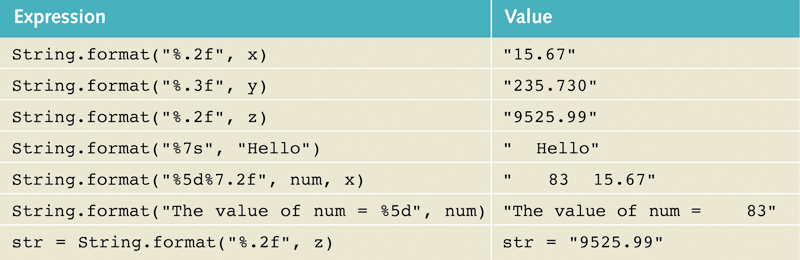 Expression Value
String.format("%.2f", x) "15.67"
String.format("%.3f", y) "235.730"
String.format("%.2f", z) "9525.99"
String.format("%7s", "Hello") "  Hello"
String.format("%5d%7.2f", num, x) "   83  15.67"
String.format("The value of num = %5d", num) "The value of num =    83"
str = String.format("%.2f", z) str = "9525.99"